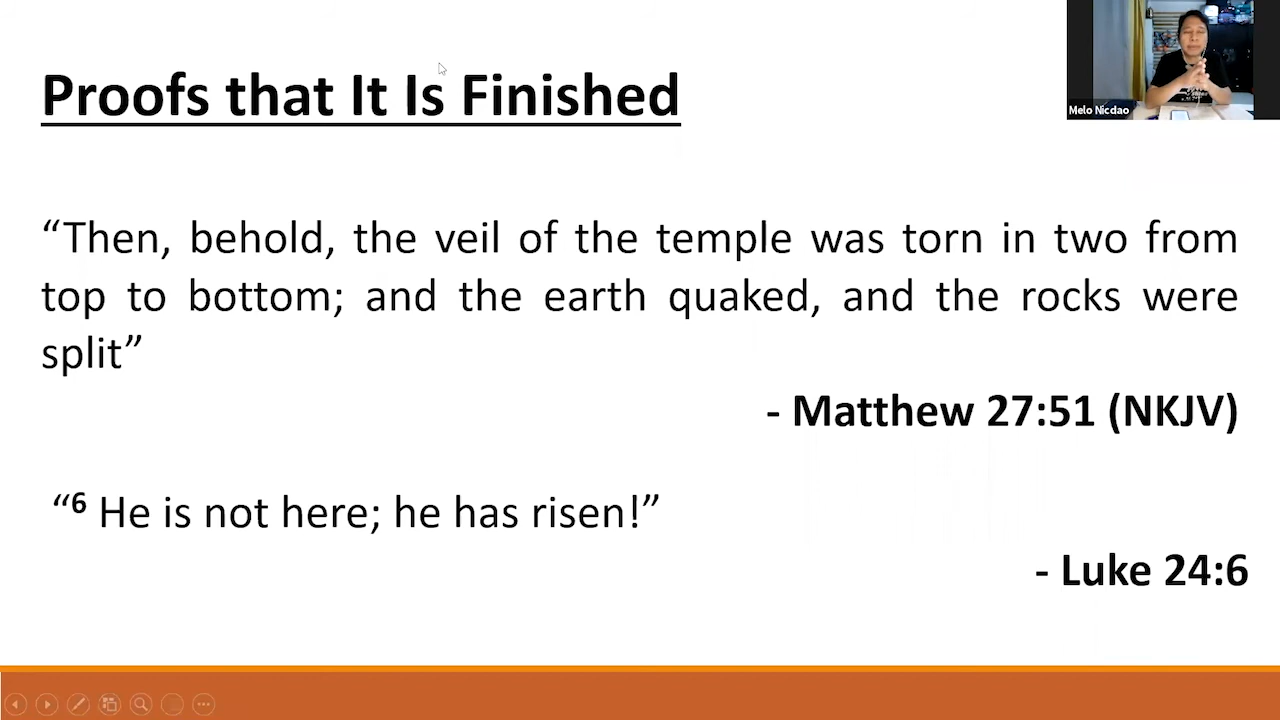 Proofs that It Is Finished
Melo Nicdao
“Then, behold, the veil of the temple was torn in two from
top to bottom; and the earth quaked, and the rocks were
split”
- Matthew 27:51 (NKJV)
“6 He is not here; he has risen!”
- Luke 24:6